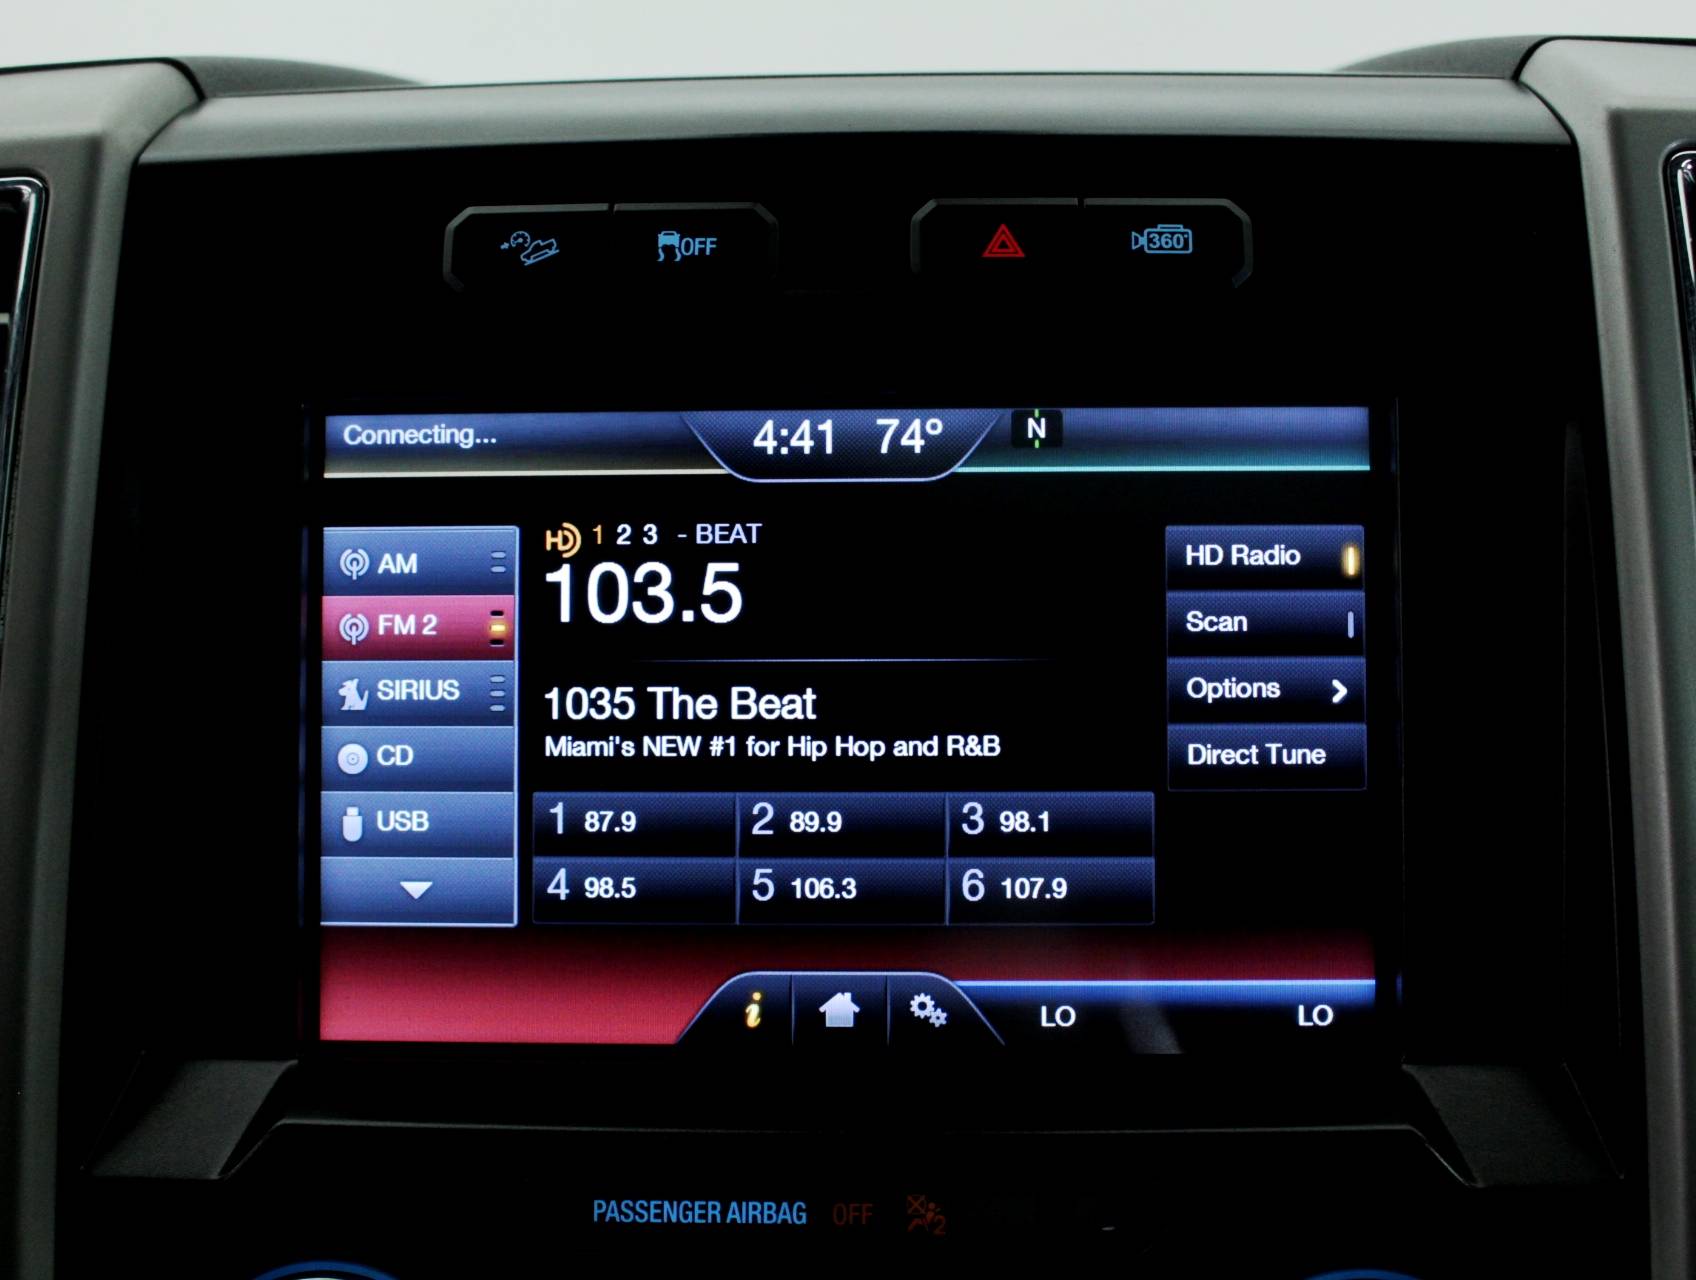 OFF
360°
Connecting...
4:41 74°
N
AM
FM 2
SIRIUS
CD
USB
HD 1 2 3 - BEAT
103.5
1035 The Beat
Miami's NEW #1 for Hip Hop and R&B
1 87.9 2 89.9 3 98.1
4 98.5 5 106.3 6 107.9
HD Radio
Scan
Options
Direct Tune
i
LO LO
PASSENGER AIRBAG OFF 2